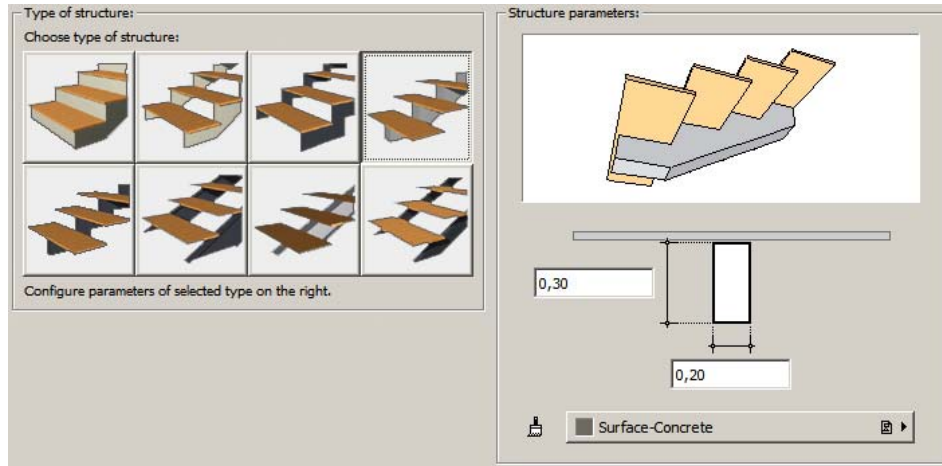 Type of structure:
Choose type of structure:
Configure parameters of selected type on the right.
Structure parameters:
0,30
0,20
Surface-Concrete